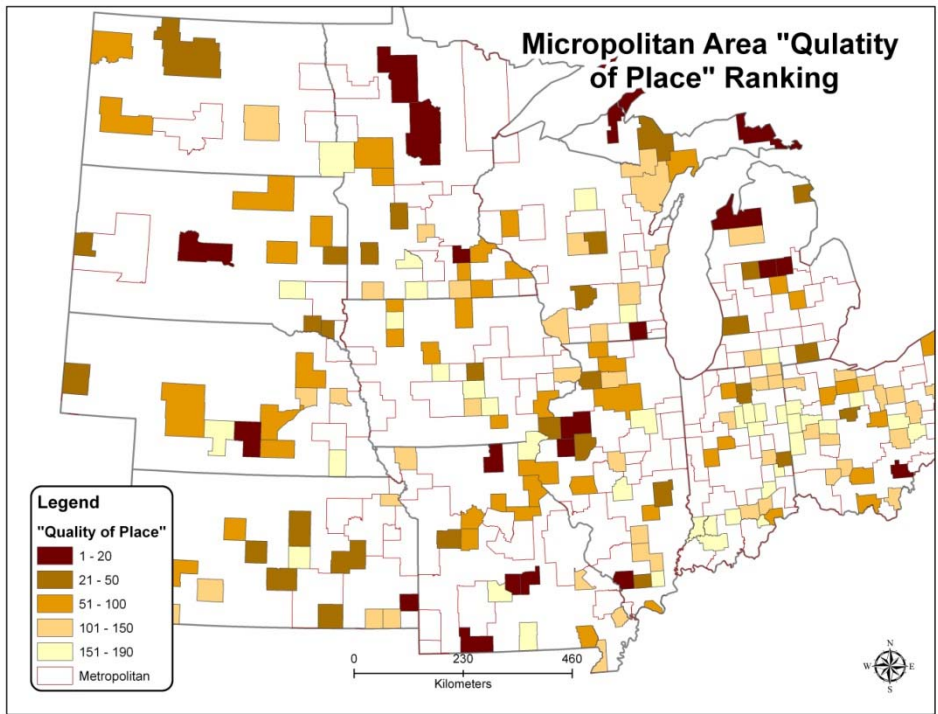 Micropolitan Area "Qulatity
of Place" Ranking
Legend
"Quality of Place"
1 - 20
21 - 50
51 - 100
101 - 150
151 - 190
Metropolitan
0 230 460
Kilometers
N
W E
S